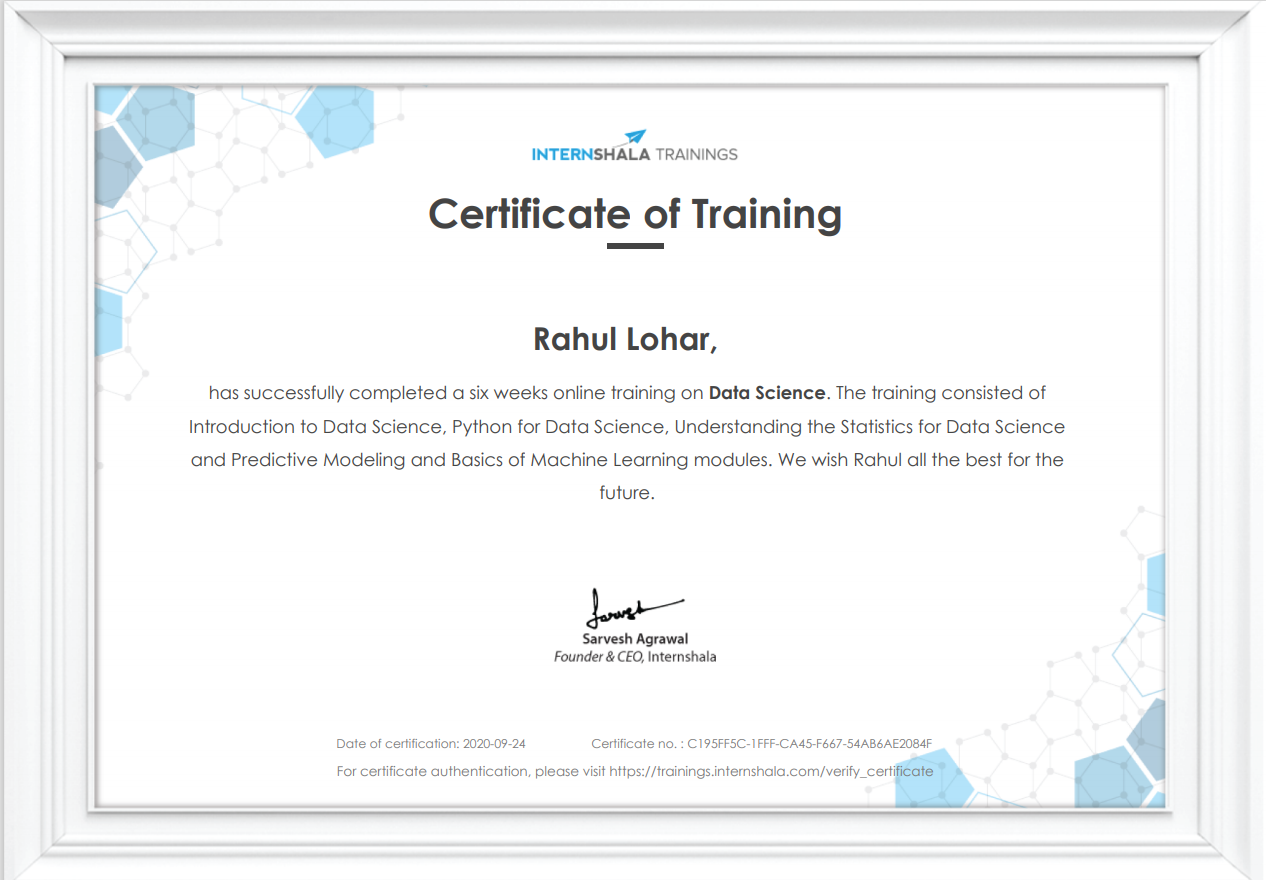 INTERNSHALA TRAININGS
Certificate of Training
Rahul Lohar,
has successfully completed a six weeks online training on Data Science. The training consisted of
Introduction to Data Science, Python for Data Science, Understanding the Statistics for Data Science
and Predictive Modeling and Basics of Machine Learning modules. We wish Rahul all the best for the
future.
Sarvesh
Sarvesh Agrawal
Founder & CEO, Internshala
Date of certification: 2020-09-24 Certificate no. : C195FF5C-1FFF-CA45-F667-54AB6AE2084F
For certificate authentication, please visit https://trainings.internshala.com/verify_certificate